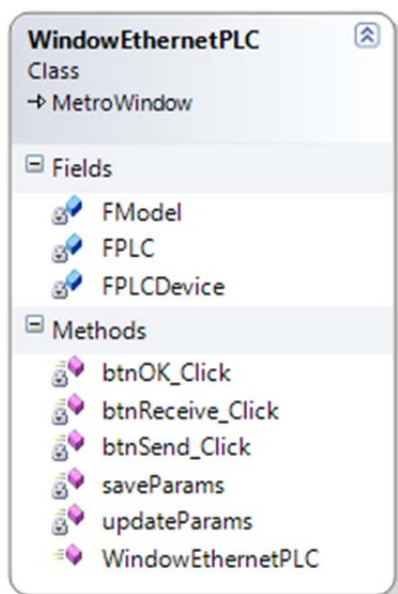 WindowEthernetPLC
Class
MetroWindow
Fields
FModel
FPLC
FPLCDevice
Methods
btnOK_Click
btnReceive_Click
btnSend_Click
saveParams
updateParams
WindowEthernetPLC